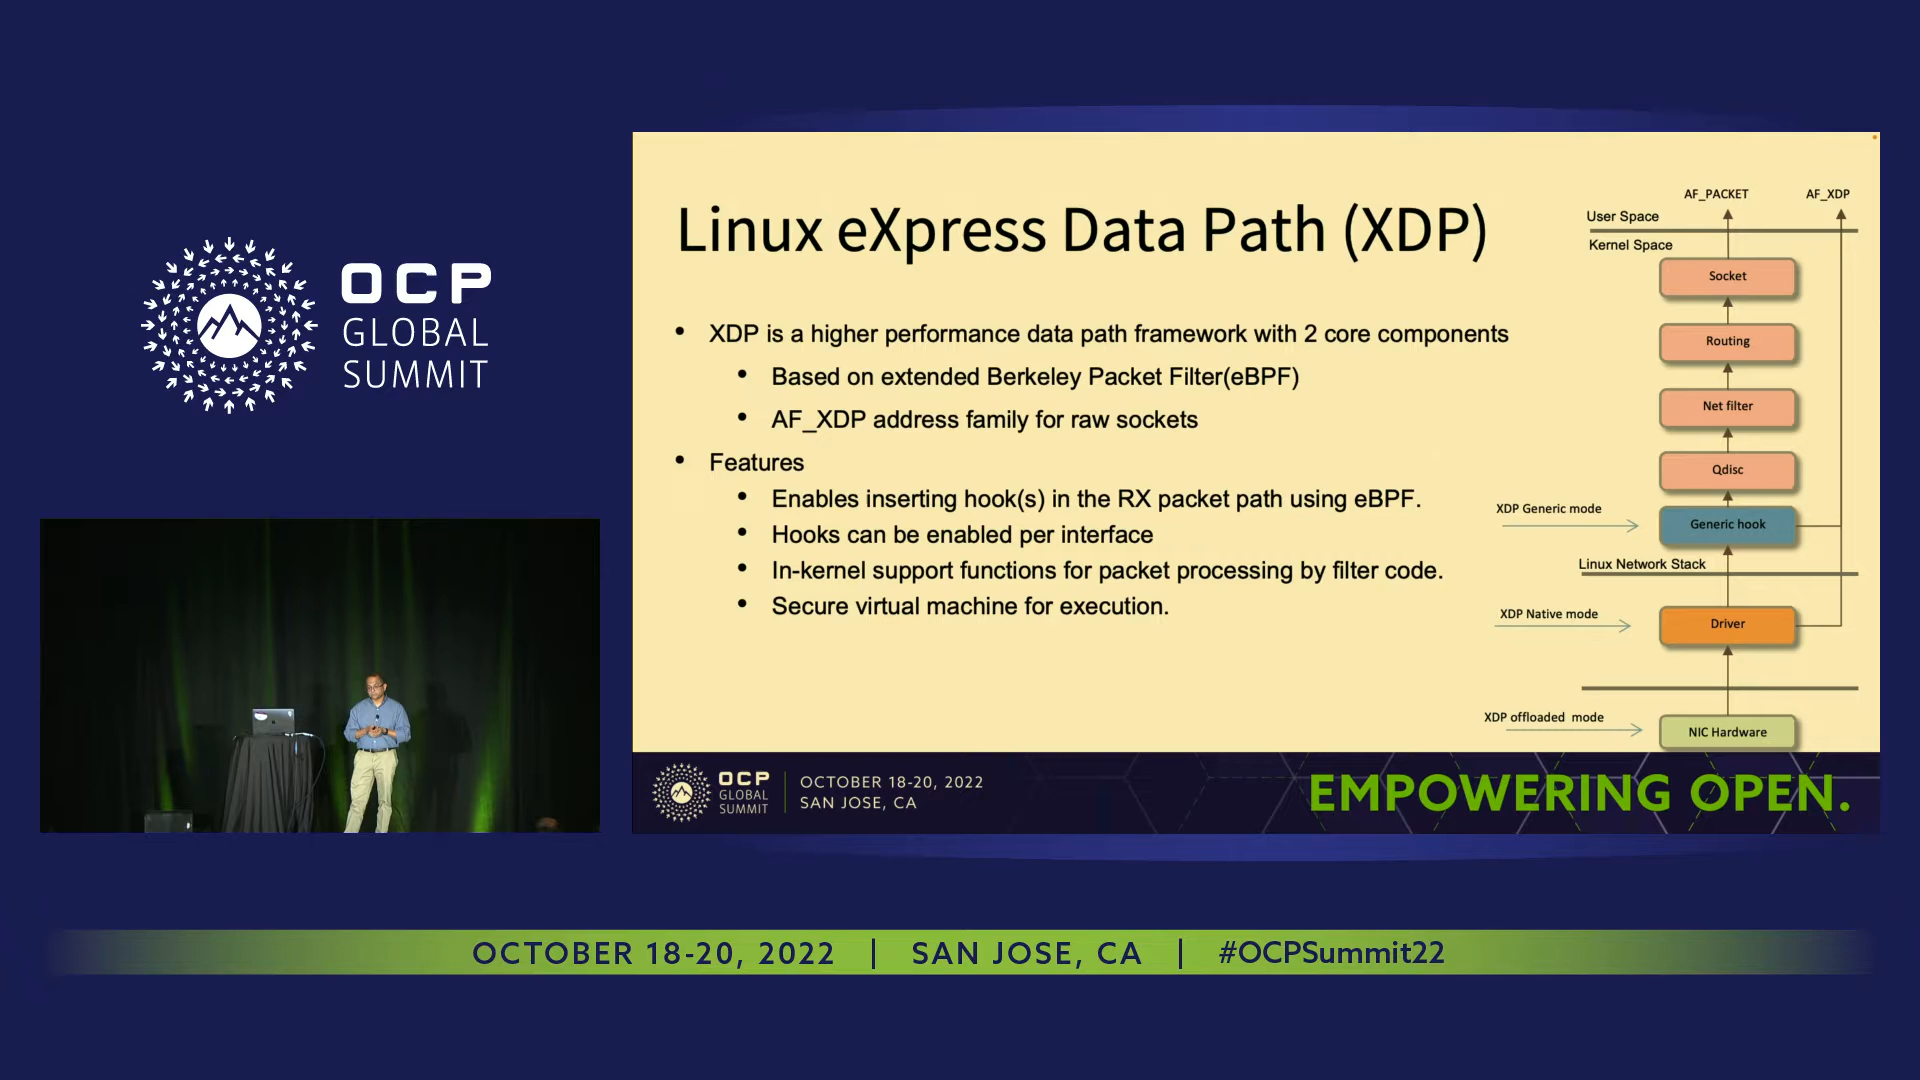 OCP
GLOBAL
SUMMIT
Linux eXpress Data Path (XDP)
• XDP is a higher performance data path framework with 2 core components
• Based on extended Berkeley Packet Filter(eBPF)
• AF_XDP address family for raw sockets
• Features
• Enables inserting hook(s) in the RX packet path using eBPF.
• Hooks can be enabled per interface
• In-kernel support functions for packet processing by filter code.
• Secure virtual machine for execution.
AF_PACKET
AF_XDP
User Space
Kernel Space
Socket
Routing
Net filter
Qdisc
XDP Generic mode
Generic hook
Linux Network Stack
XDP Native mode
Driver
XDP offloaded mode
NIC Hardware
OCP
GLOBAL
SUMMIT
OCTOBER 18-20, 2022
SAN JOSE, CA
EMPOWERING OPEN.
OCTOBER 18-20, 2022 | SAN JOSE, CA | #OCPSummit22